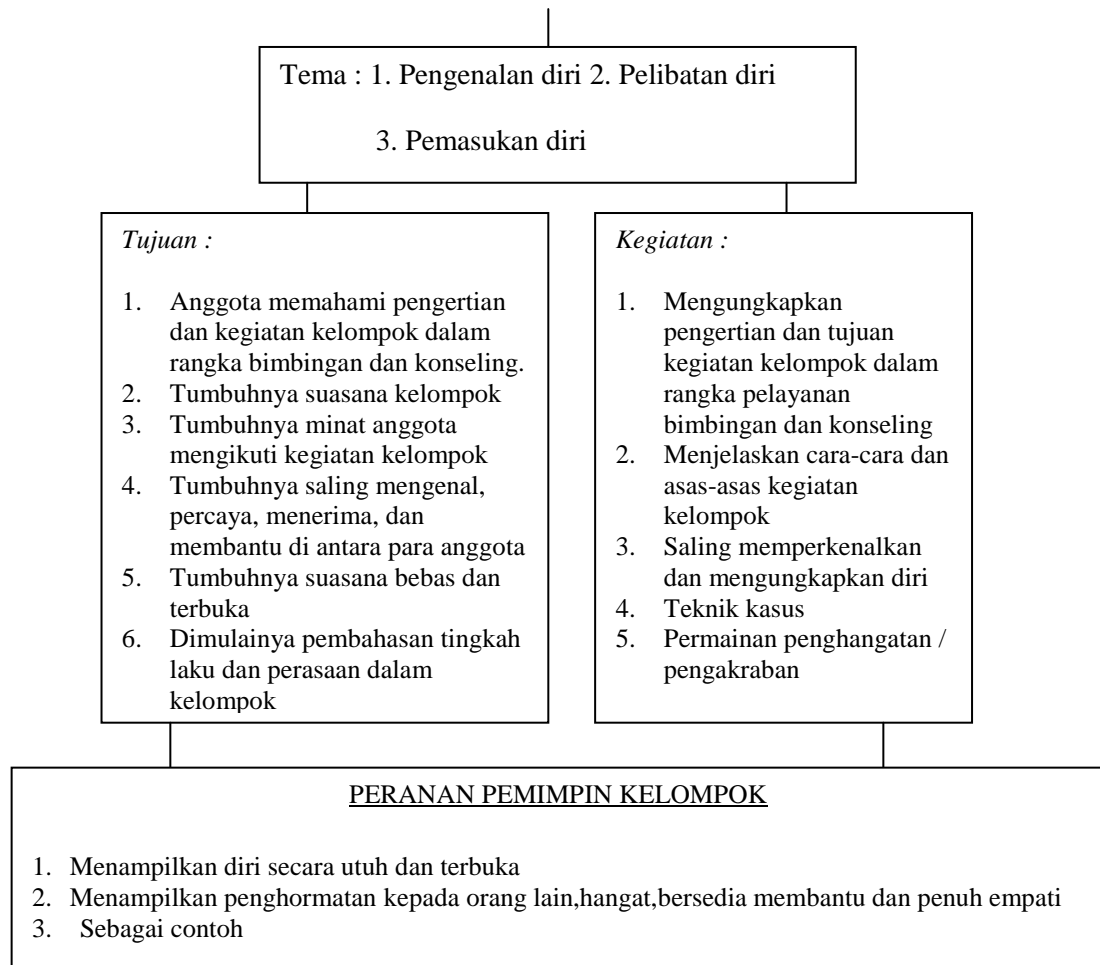 Tema : 1. Pengenalan diri 2. Pelibatan diri
3. Pemasukan diri
Tujuan :
1. Anggota memahami pengertian
dan kegiatan kelompok dalam
rangka bimbingan dan konseling.
2. Tumbuhnya suasana kelompok
3. Tumbuhnya minat anggota
mengikuti kegiatan kelompok
4. Tumbuhnya saling mengenal,
percaya, menerima, dan
membantu di antara para anggota
5. Tumbuhnya suasana bebas dan
terbuka
6. Dimulainya pembahasan tingkah
laku dan perasaan dalam
kelompok
Kegiatan :
1. Mengungkapkan
pengertian dan tujuan
kegiatan kelompok dalam
rangka pelayanan
bimbingan dan konseling
2. Menjelaskan cara-cara dan
asas-asas kegiatan
kelompok
3. Saling memperkenalkan
dan mengungkapkan diri
4. Teknik kasus
5. Permainan penghangatan /
pengakraban
PERANAN PEMIMPIN KELOMPOK
1. Menampilkan diri secara utuh dan terbuka
2. Menampilkan penghormatan kepada orang lain,hangat,bersedia membantu dan penuh empati
3. Sebagai contoh